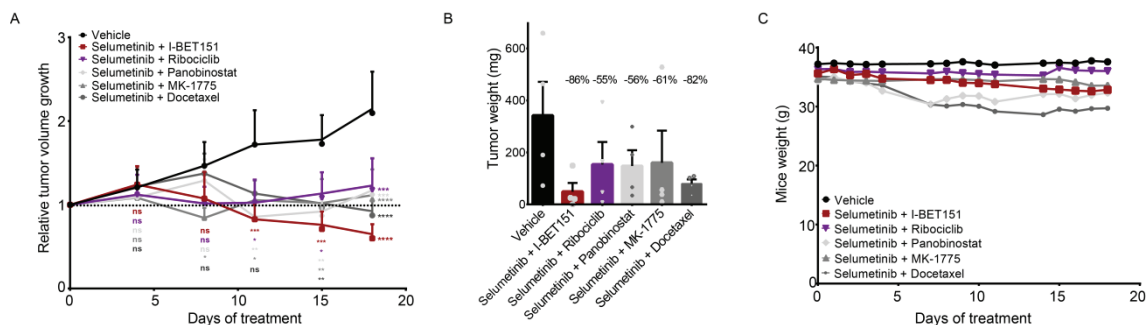 A
Vehicle
Selumetinib + I-BET151
Selumetinib + Ribociclib
Selumetinib + Panobinostat
Selumetinib + MK-1775
Selumetinib + Docetaxel
Relative tumor volume growth
3
2
1
0
ns
ns
ns
ns
ns
ns
ns
ns
*
ns
***
*
**
*
ns
***
*
**
***
***
****
****
****
0
5
10
15
20
Days of treatment
B
Tumor weight (mg)
600
400
200
0
-86%
-55%
-56%
-61%
-82%
Vehicle
Selumetinib + I-BET151
Selumetinib + Ribociclib
Selumetinib + Panobinostat
Selumetinib + MK-1775
Selumetinib + Docetaxel
C
Mice weight (g)
40
30
20
10
0
Vehicle
Selumetinib + I-BET151
Selumetinib + Ribociclib
Selumetinib + Panobinostat
Selumetinib + MK-1775
Selumetinib + Docetaxel
0
5
10
15
20
Days of treatment